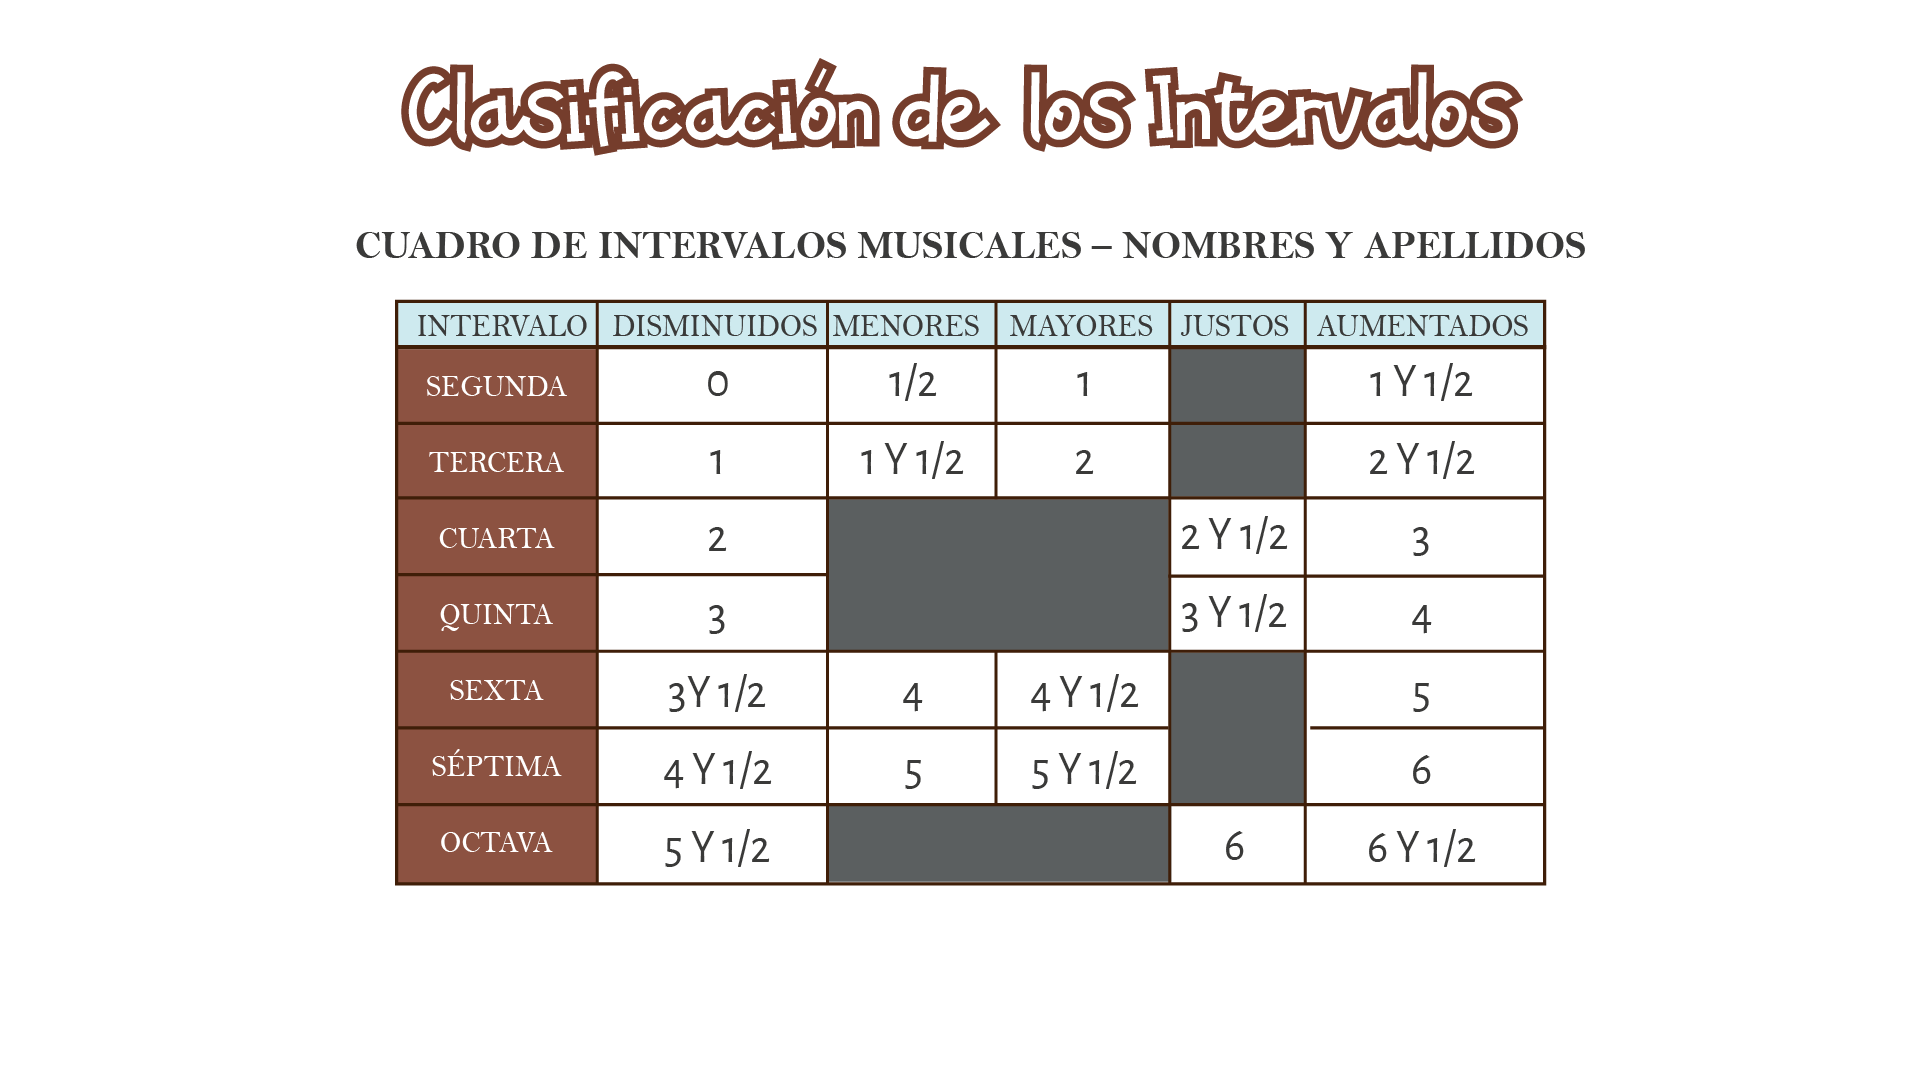 Clasificación de los Intervalos
CUADRO DE INTERVALOS MUSICALES – NOMBRES Y APELLIDOS
INTERVALO DISMINUIDOS MENORES MAYORES JUSTOS AUMENTADOS
SEGUNDA 0 1/2 1 1 Y 1/2
TERCERA 1 1 Y 1/2 2 2 Y 1/2
CUARTA 2 2 Y 1/2 3
QUINTA 3 3 Y 1/2 4
SEXTA 3Y 1/2 4 4 Y 1/2 5
SÉPTIMA 4 Y 1/2 5 5 Y 1/2 6
OCTAVA 5 Y 1/2 6 6 Y 1/2